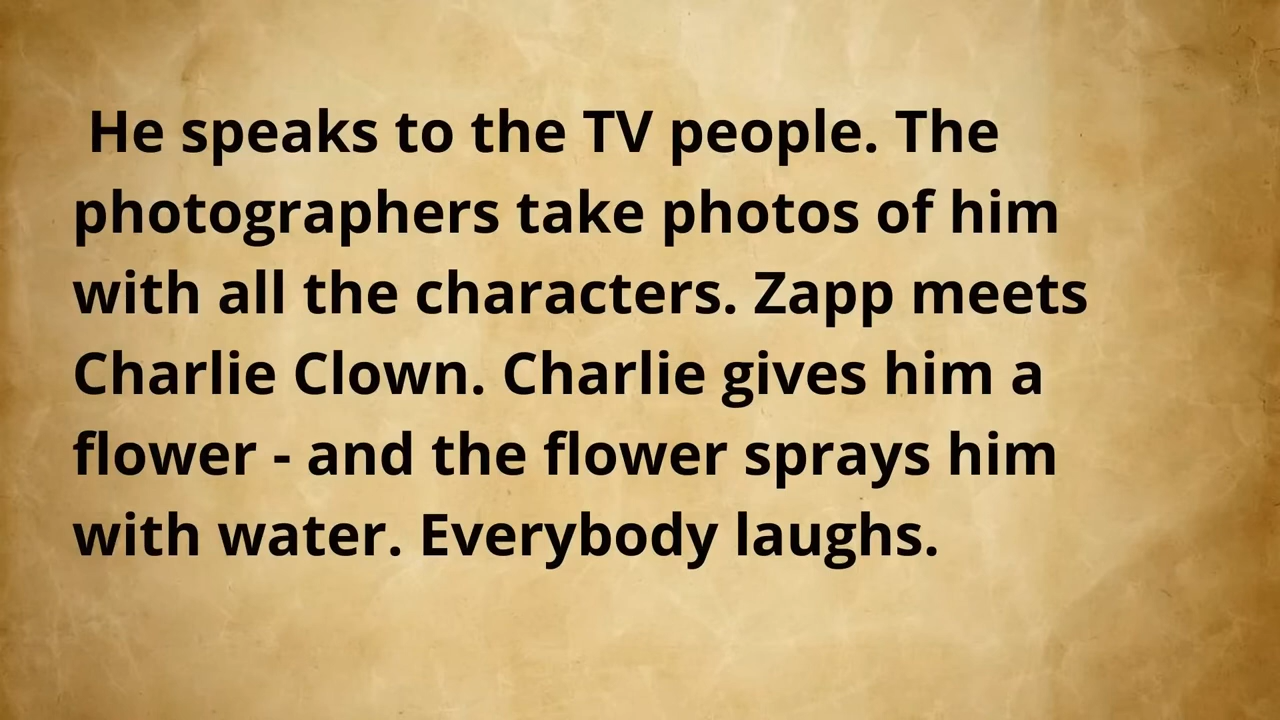 He speaks to the TV people. The
photographers take photos of him
with all the characters. Zapp meets
Charlie Clown. Charlie gives him a
flower - and the flower sprays him
with water. Everybody laughs.